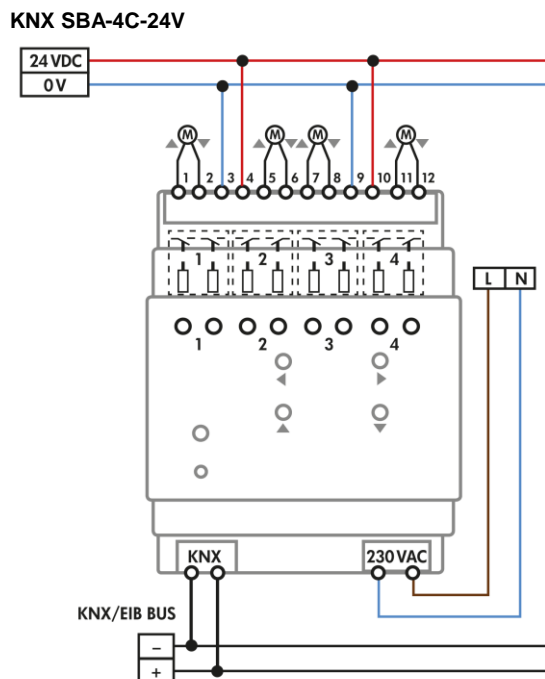 KNX SBA-4C-24V
24 VDC
0 V
M M M M
1 2 3 4 5 6 7 8 9 10 11 12
1 2 3 4
1 2 3 4
L N
KNX 230 VAC
KNX/EIB BUS
–
+